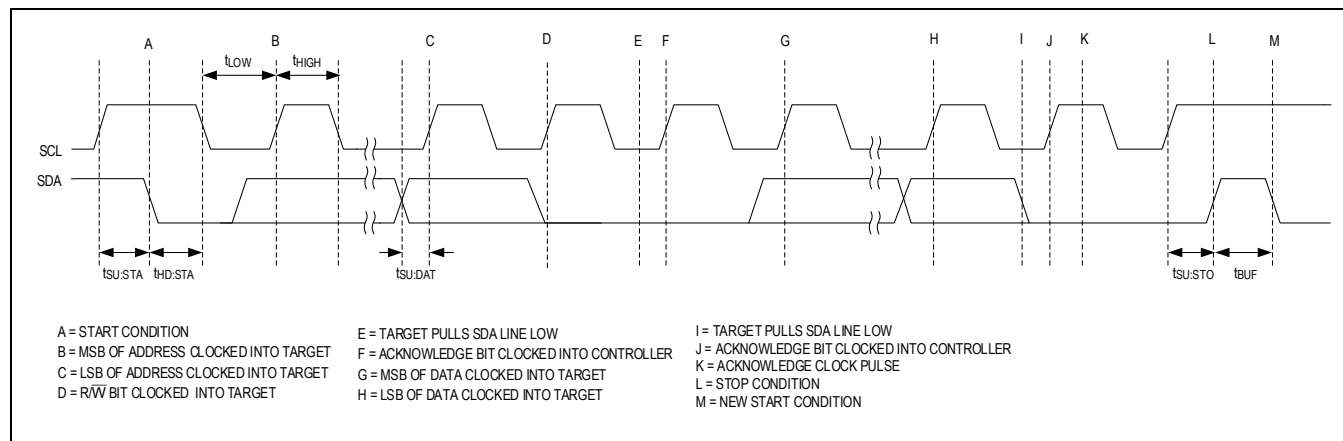 A B C D E F G H I J K L M
tLOW tHIGH
SCL
SDA
tSU:STA tHD:STA tSU:DAT tSU:STO tBUF
A = START CONDITION
B = MSB OF ADDRESS CLOCKED INTO TARGET
C = LSB OF ADDRESS CLOCKED INTO TARGET
D = R/W̅ BIT CLOCKED INTO TARGET
E = TARGET PULLS SDA LINE LOW
F = ACKNOWLEDGE BIT CLOCKED INTO CONTROLLER
G = MSB OF DATA CLOCKED INTO TARGET
H = LSB OF DATA CLOCKED INTO TARGET
I = TARGET PULLS SDA LINE LOW
J = ACKNOWLEDGE BIT CLOCKED INTO CONTROLLER
K = ACKNOWLEDGE CLOCK PULSE
L = STOP CONDITION
M = NEW START CONDITION